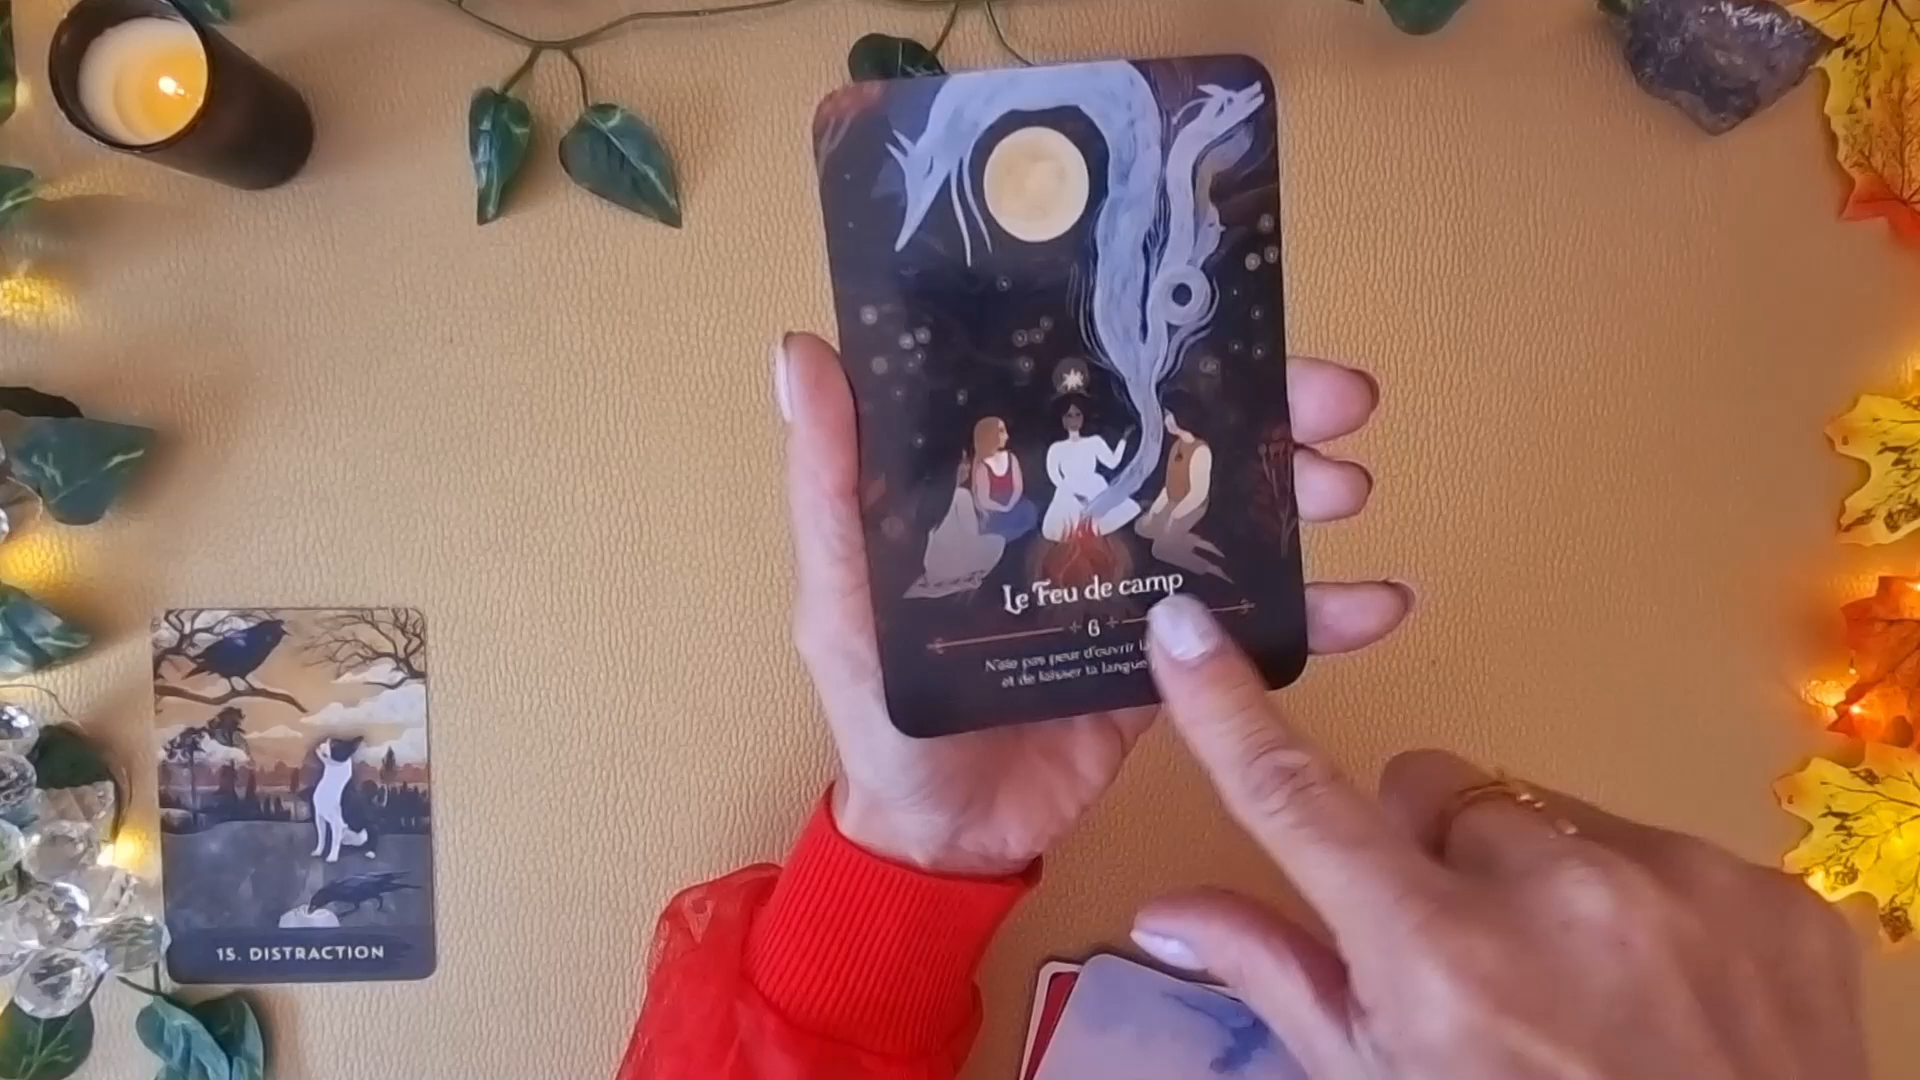 Le Feu de camp
6
N'aie pas peur d'ouvrir
et de laisser ta langue
15. DISTRACTION